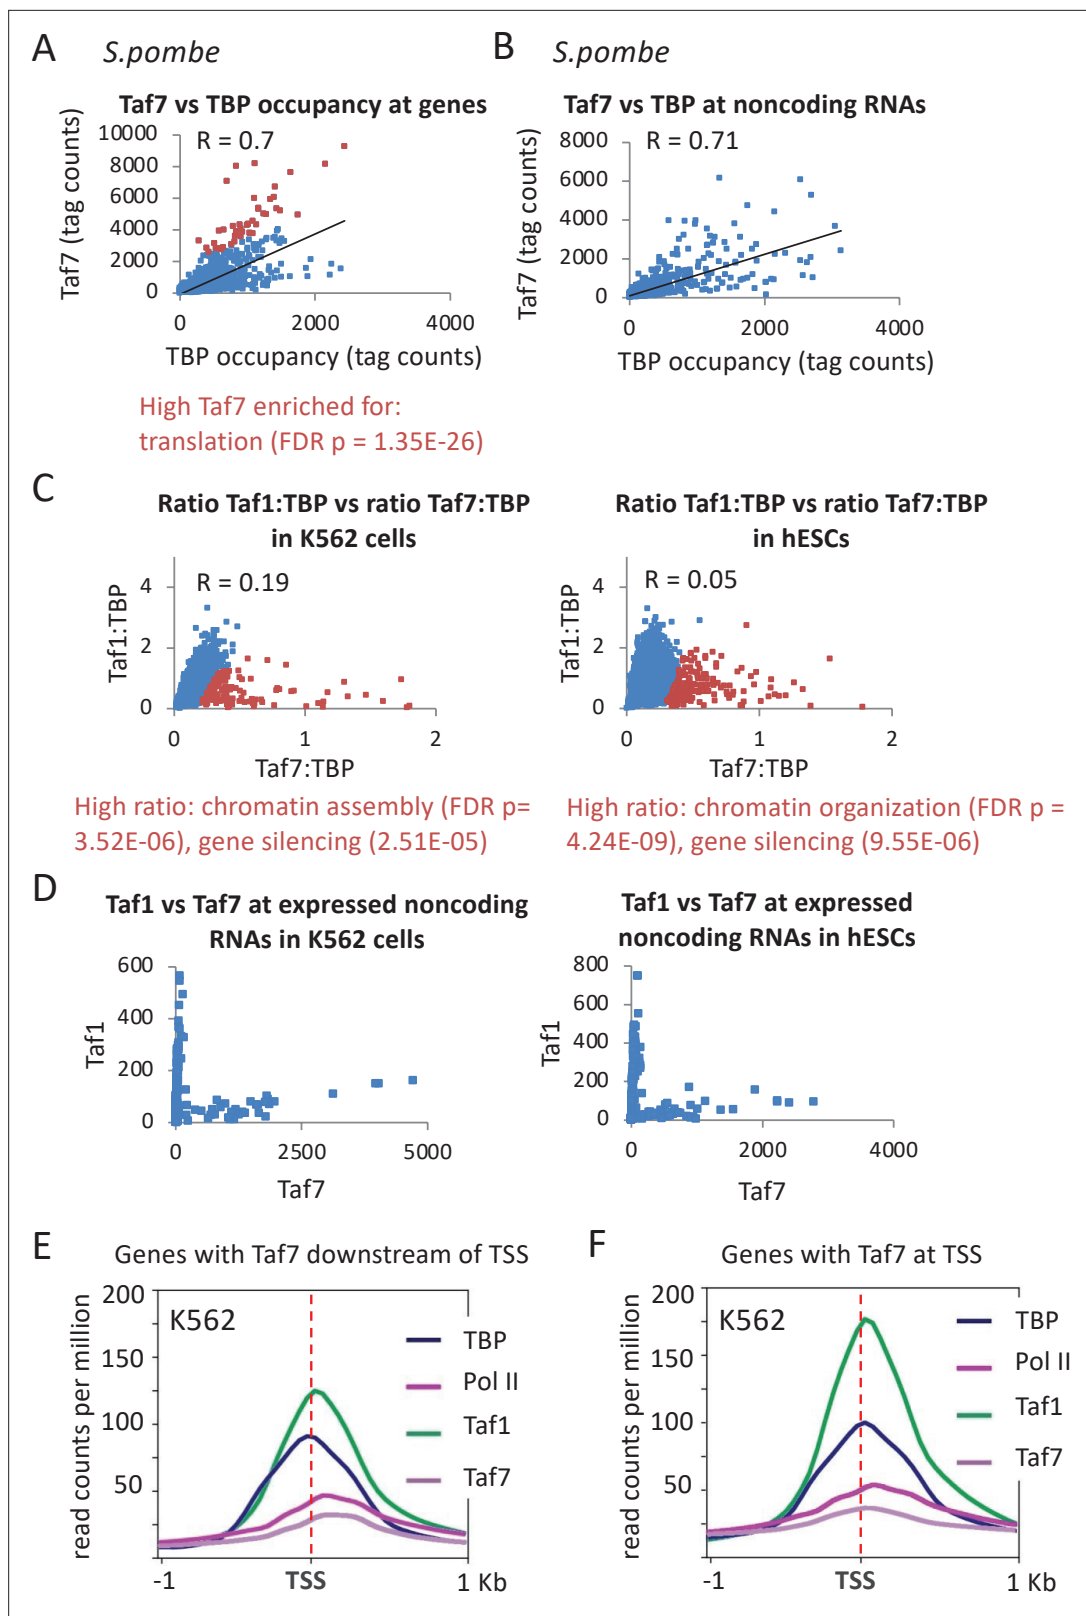 A
S.pombe
Taf7 vs TBP occupancy at genes
R = 0.7
10000
8000
6000
4000
2000
0
Taf7 (tag counts)
0
2000
4000
TBP occupancy (tag counts)
High Taf7 enriched for:
translation (FDR p = 1.35E-26)
B
S.pombe
Taf7 vs TBP at noncoding RNAs
R = 0.71
8000
6000
4000
2000
0
Taf7 (tag counts)
0
2000
4000
TBP occupancy (tag counts)
C
Ratio Taf1:TBP vs ratio Taf7:TBP
in K562 cells
R = 0.19
4
2
0
Taf1:TBP
0
1
2
Taf7:TBP
High ratio: chromatin assembly (FDR p=
3.52E-06), gene silencing (2.51E-05)
Ratio Taf1:TBP vs ratio Taf7:TBP
in hESCs
R = 0.05
4
2
0
Taf1:TBP
0
1
2
Taf7:TBP
High ratio: chromatin organization (FDR p =
4.24E-09), gene silencing (9.55E-06)
D
Taf1 vs Taf7 at expressed noncoding
RNAs in K562 cells
600
400
200
0
Taf1
0
2500
5000
Taf7
Taf1 vs Taf7 at expressed
noncoding RNAs in hESCs
800
600
400
200
0
Taf1
0
2000
4000
Taf7
E
Genes with Taf7 downstream of TSS
200
150
100
50
read counts per million
K562
TBP
Pol II
Taf1
Taf7
-1
TSS
1 Kb
F
Genes with Taf7 at TSS
200
150
100
50
read counts per million
K562
TBP
Pol II
Taf1
Taf7
-1
TSS
1 Kb